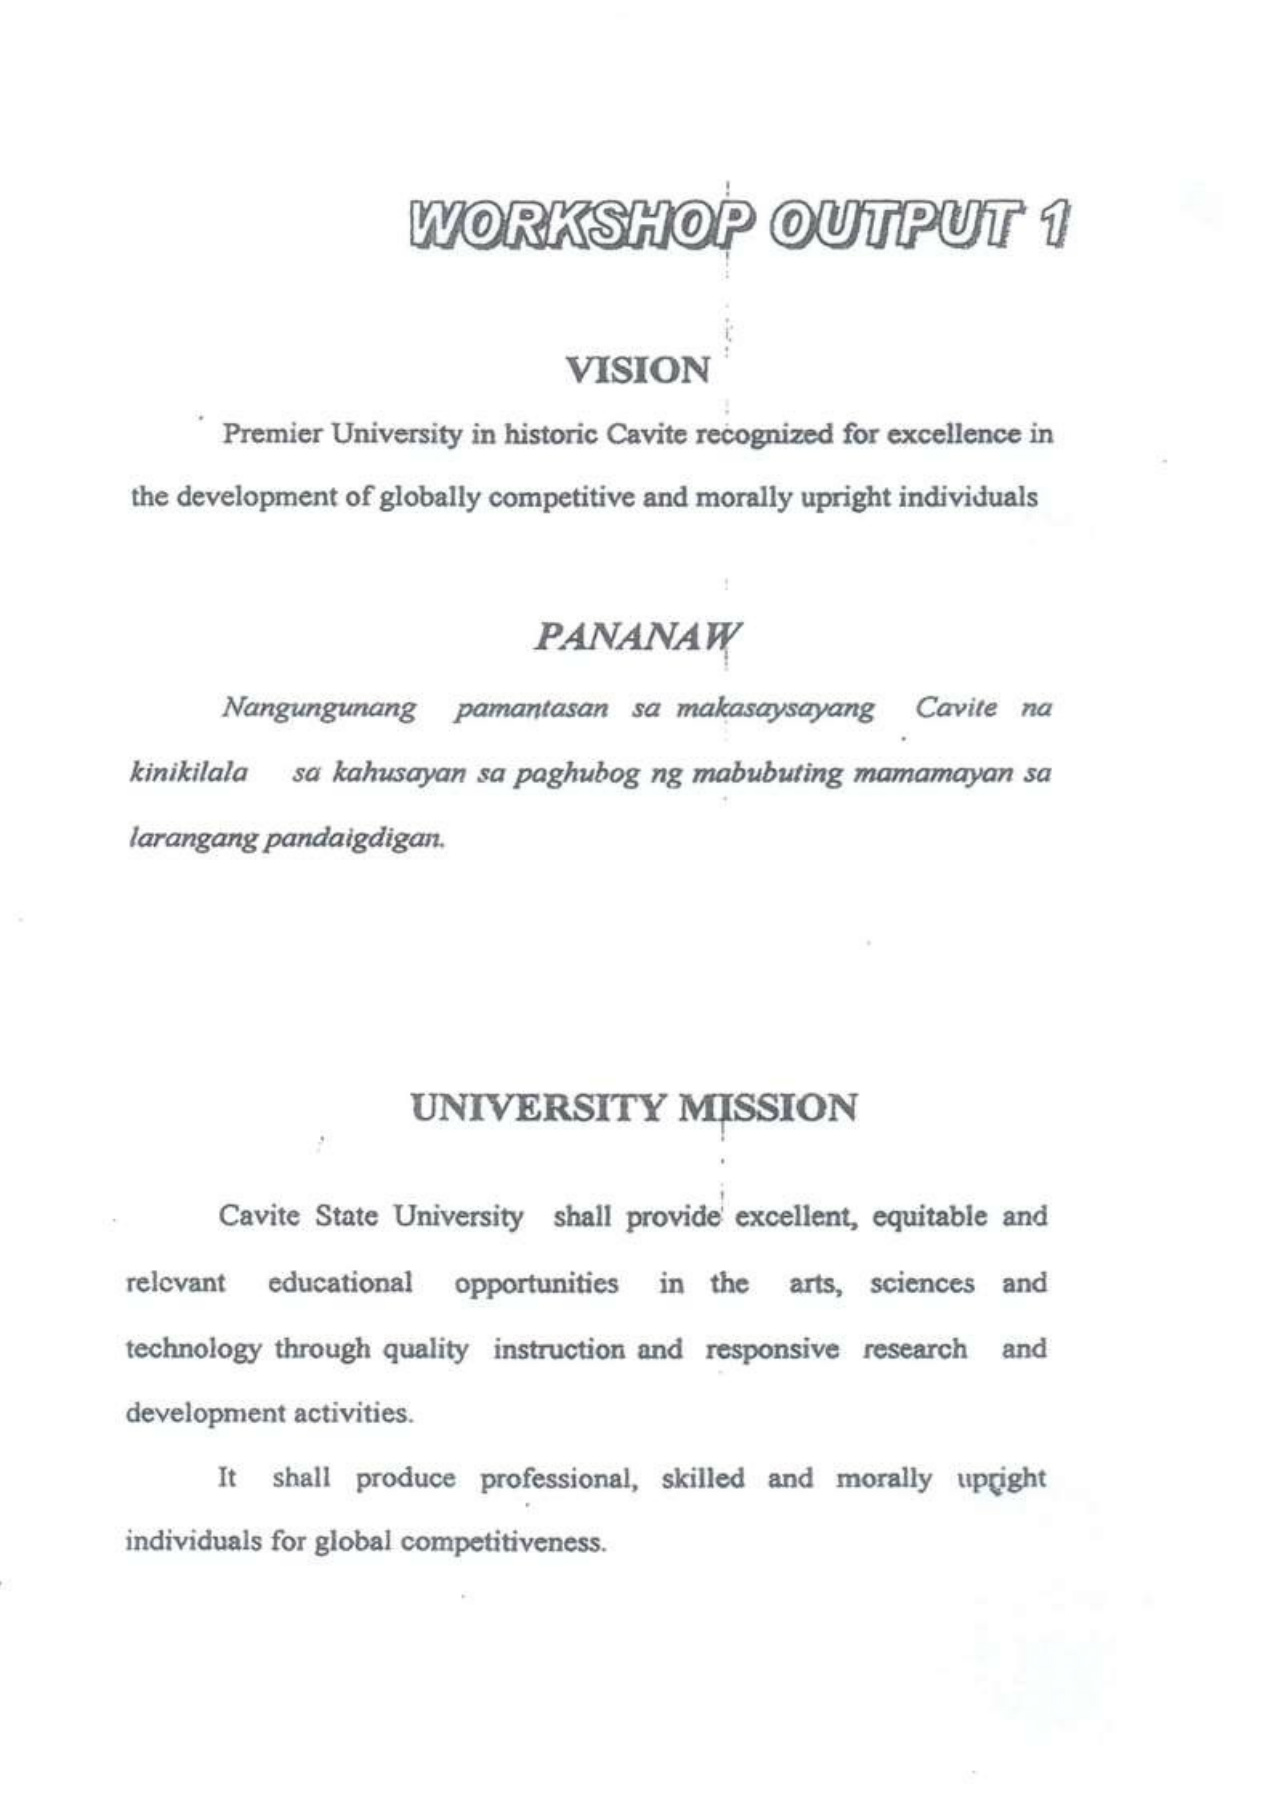 WORKSHOP OUTPUT 1
VISION
Premier University in historic Cavite recognized for excellence in
the development of globally competitive and morally upright individuals
PANANAW
Nangungunang pamantasan sa makasaysayang Cavite na
kinikilala sa kahusayan sa paghubog ng mabubuting mamamayan sa
larangang pandaigdigan.
UNIVERSITY MISSION
Cavite State University shall provide excellent, equitable and
relevant educational opportunities in the arts, sciences and
technology through quality instruction and responsive research and
development activities.
It shall produce professional, skilled and morally upright
individuals for global competitiveness.